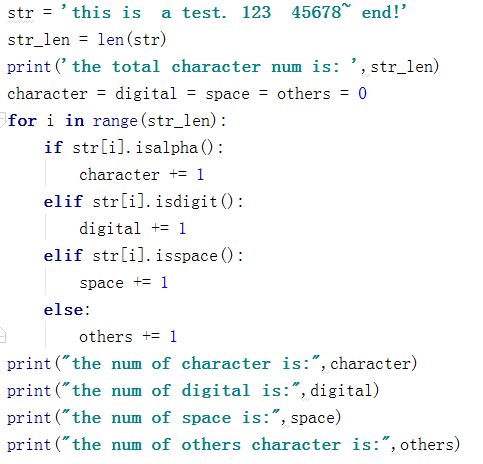 str = 'this is  a test. 123  45678~ end!'
str_len = len(str)
print('the total character num is: ',str_len)
character = digital = space = others = 0
for i in range(str_len):
    if str[i].isalpha():
        character += 1
    elif str[i].isdigit():
        digital += 1
    elif str[i].isspace():
        space += 1
    else:
        others += 1
print("the num of character is:",character)
print("the num of digital is:",digital)
print("the num of space is:",space)
print("the num of others character is:",others)